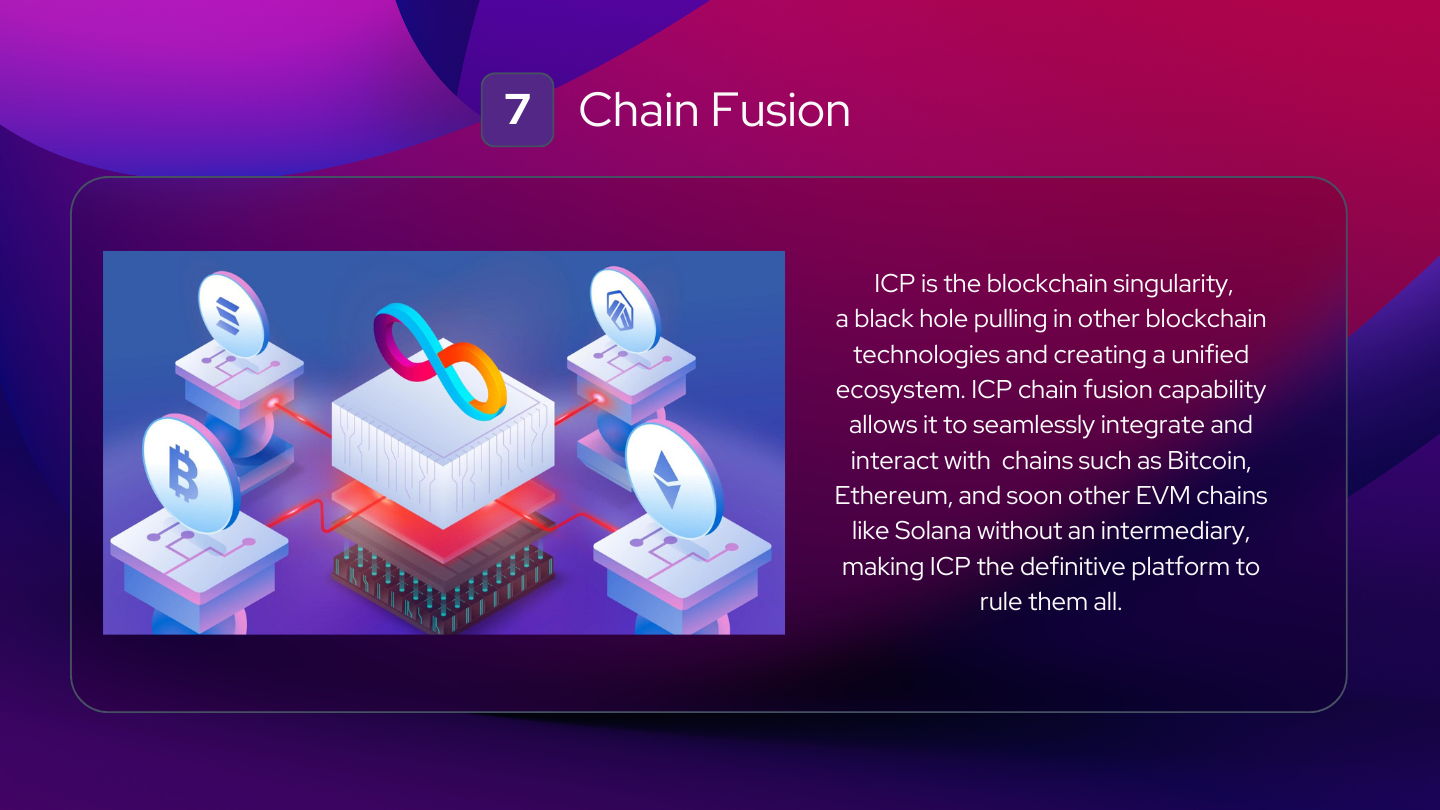 7 Chain Fusion
ICP is the blockchain singularity,
a black hole pulling in other blockchain
technologies and creating a unified
ecosystem. ICP chain fusion capability
allows it to seamlessly integrate and
interact with  chains such as Bitcoin,
Ethereum, and soon other EVM chains
like Solana without an intermediary,
making ICP the definitive platform to
rule them all.